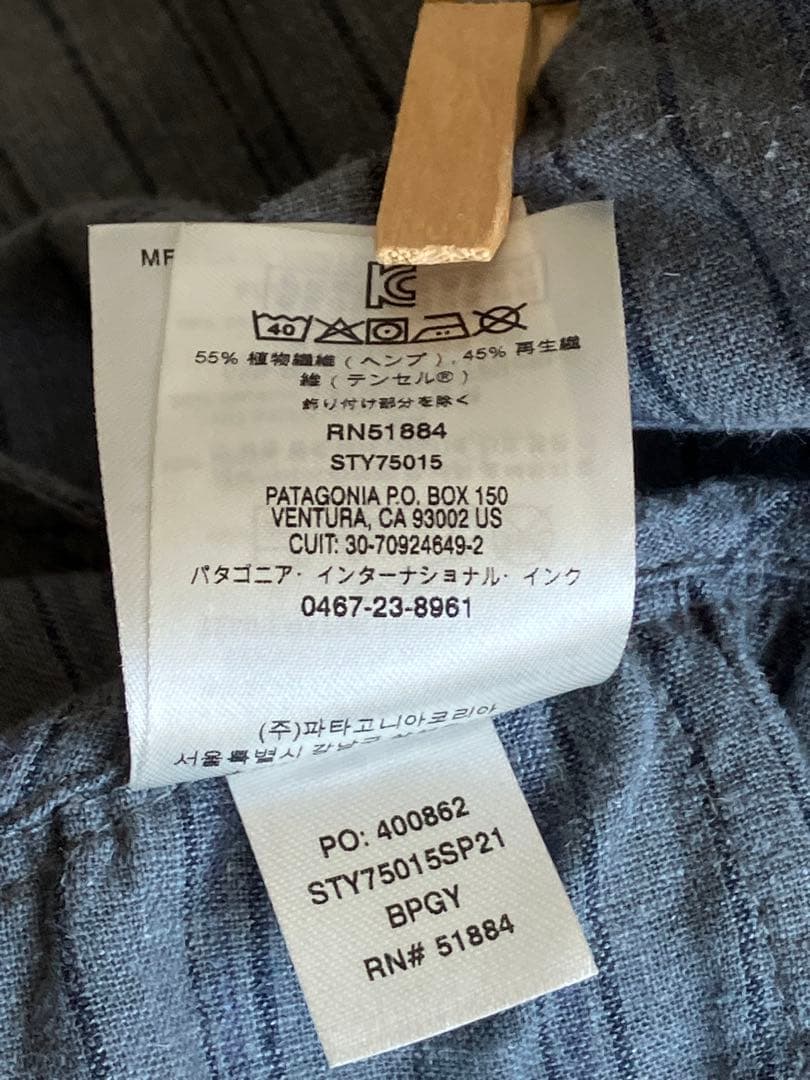 MF
40
55% 植物繊維 ( ヘンプ ) , 45% 再生繊
維 ( テンセル® )
飾り付け部分を除く
RN51884
STY75015
PATAGONIA P.O. BOX 150
VENTURA, CA 93002 US
CUIT: 30-70924649-2
パタゴニア・インターナショナル・インク
0467-23-8961
(주)파타고니아코리아
PO: 400862
STY75015SP21
BPGY
RN# 51884